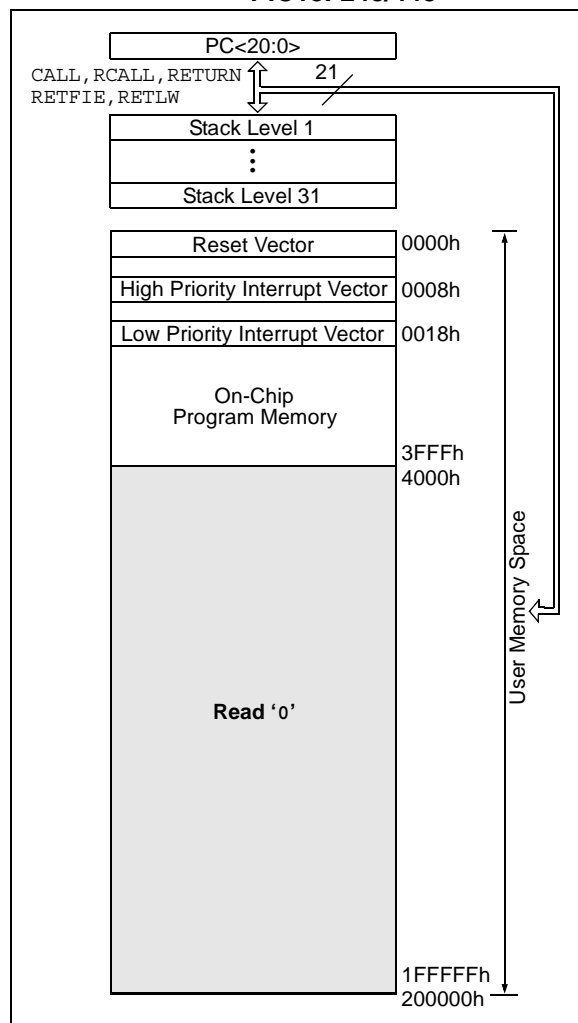 PC<20:0>
CALL,RCALL,RETURN
RETFIE,RETLW
21
Stack Level 1
Stack Level 31
Reset Vector
0000h
High Priority Interrupt Vector
0008h
Low Priority Interrupt Vector
0018h
On-Chip
Program Memory
3FFFh
4000h
User Memory Space
Read ‘0’
1FFFFFh
200000h